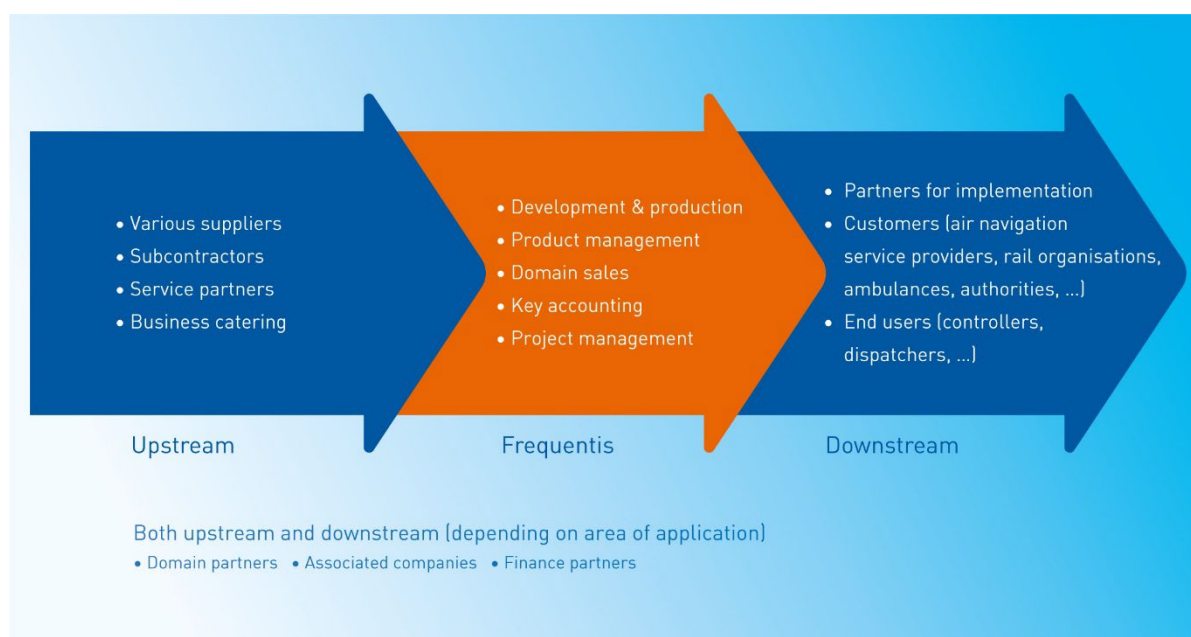 • Various suppliers
• Subcontractors
• Service partners
• Business catering
• Development & production
• Product management
• Domain sales
• Key accounting
• Project management
• Partners for implementation
• Customers (air navigation
service providers, rail organisations,
ambulances, authorities, ...)
• End users (controllers,
dispatchers, ...)
Upstream
Frequentis
Downstream
Both upstream and downstream (depending on area of application)
• Domain partners • Associated companies • Finance partners